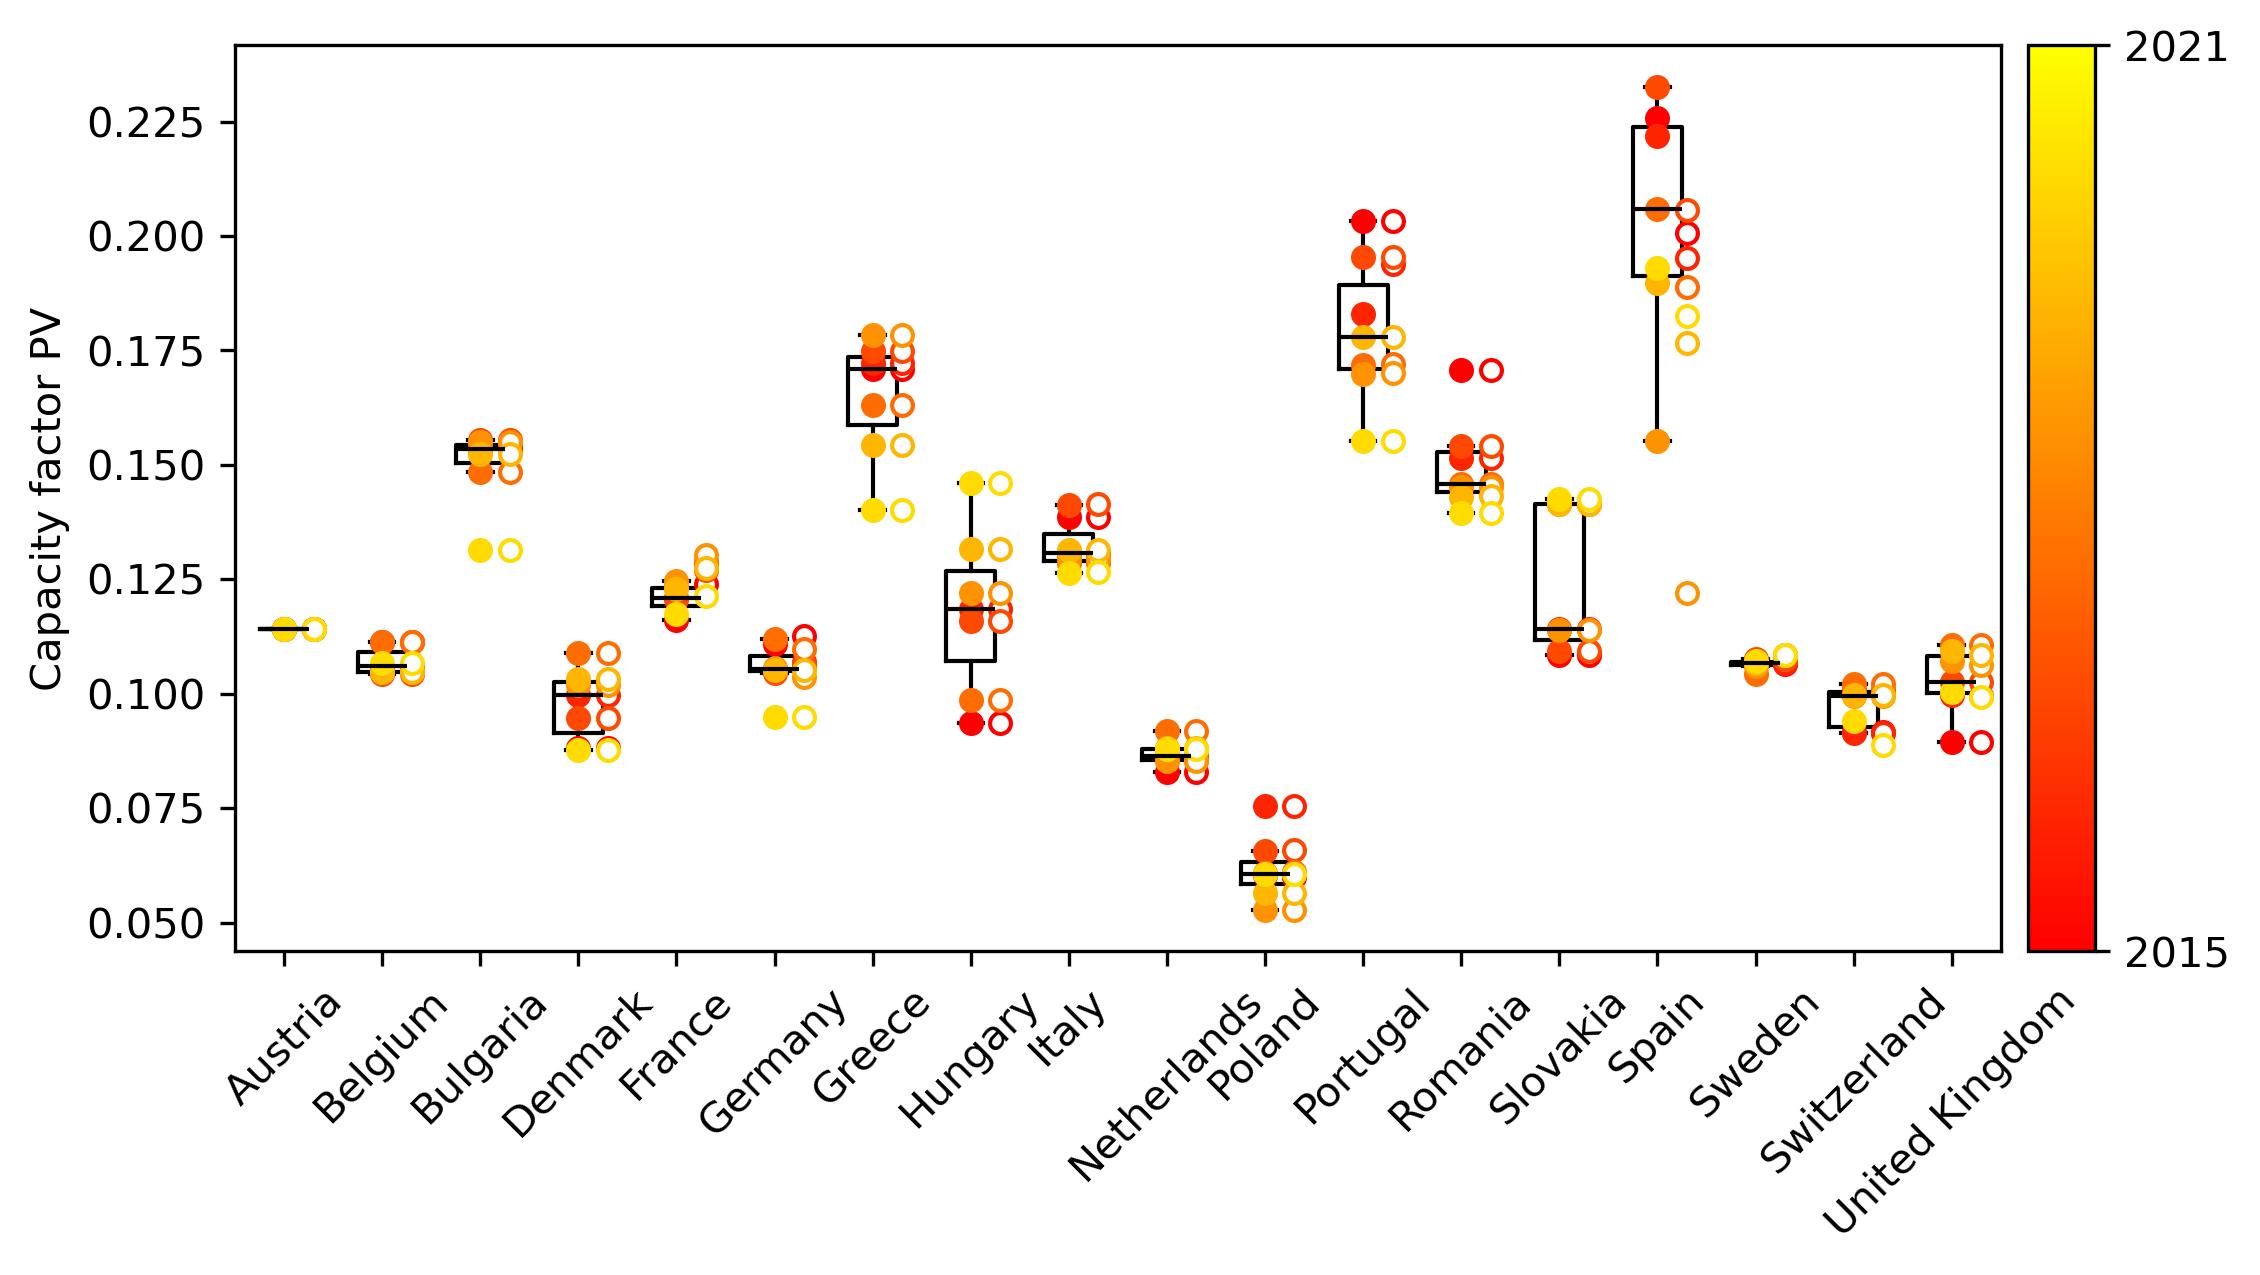 Capacity factor PV
0.225
0.200
0.175
0.150
0.125
0.100
0.075
0.050
Austria
Belgium
Bulgaria
Denmark
France
Germany
Greece
Hungary
Italy
Netherlands
Poland
Portugal
Romania
Slovakia
Spain
Sweden
Switzerland
United Kingdom
2021
2015